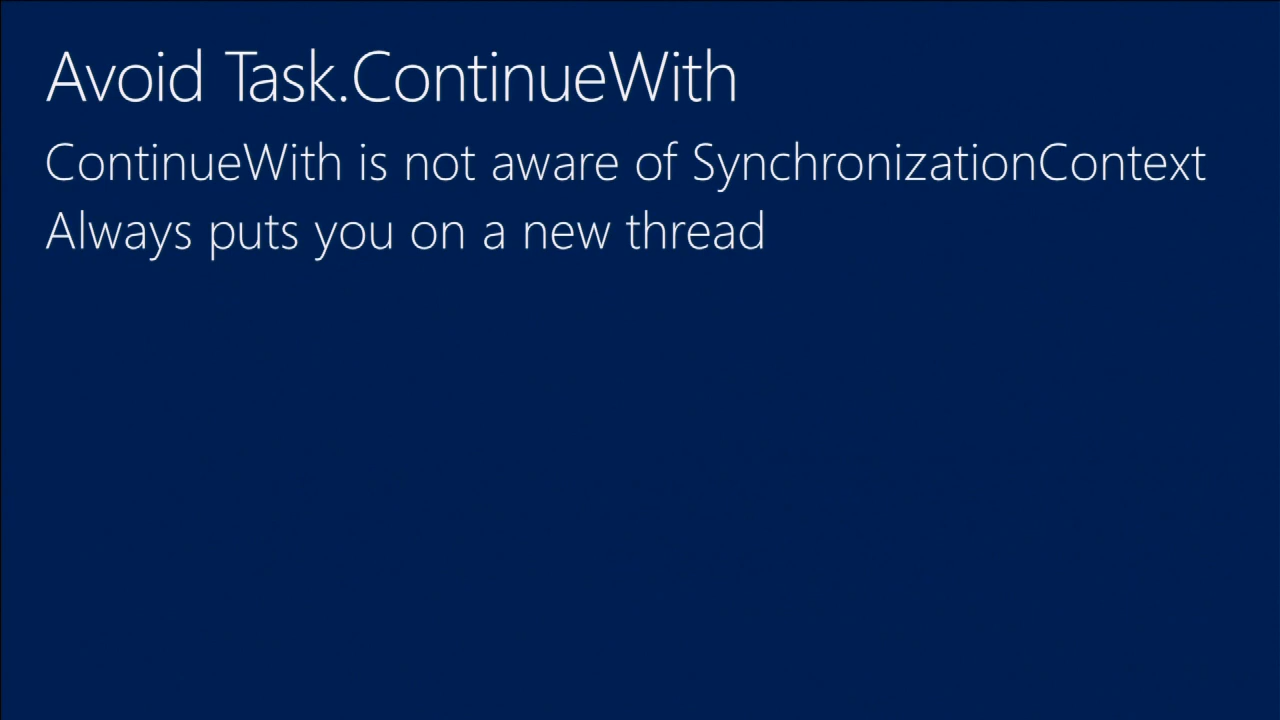 Avoid Task.ContinueWith
ContinueWith is not aware of SynchronizationContext
Always puts you on a new thread